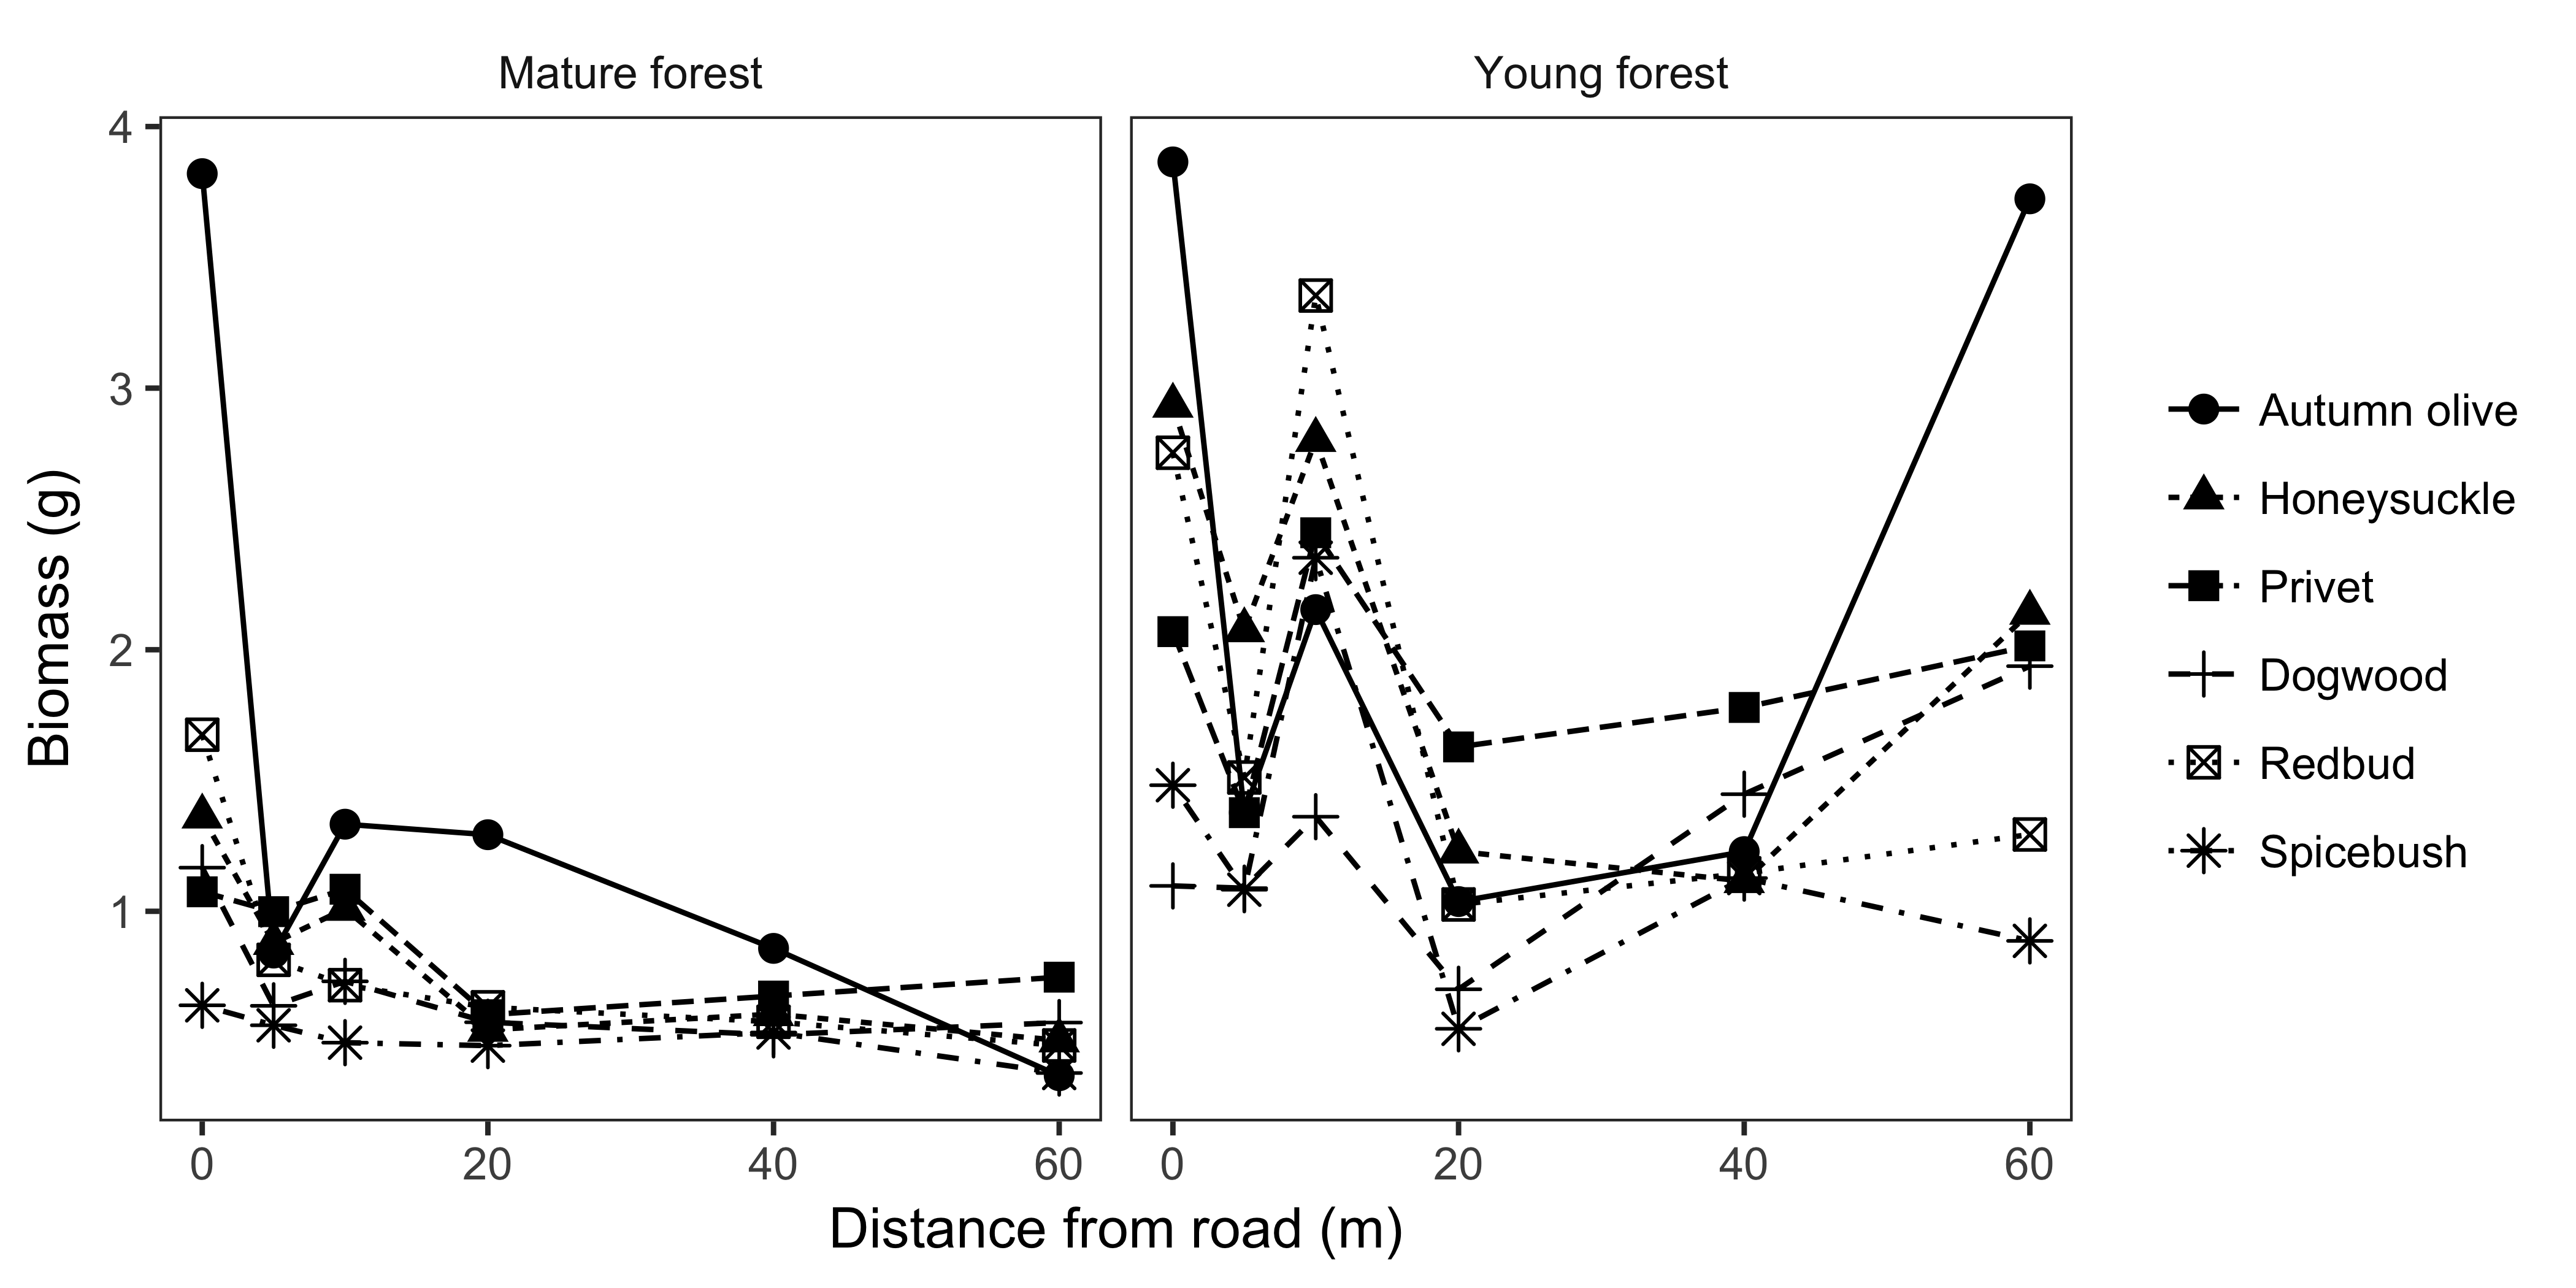 Mature forest
Young forest
4
3
2
1
Biomass (g)
0 20 40 60
0 20 40 60
Distance from road (m)
Autumn olive
Honeysuckle
Privet
Dogwood
Redbud
Spicebush